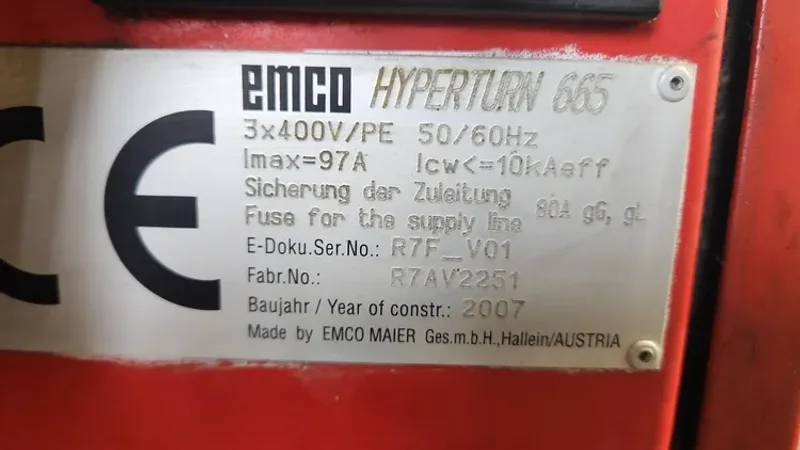 CE
emco HYPERTURN 665
3x400V/PE 50/60Hz
Imax=97A Icw<=10kAeff
Sicherung der Zuleitung
Fuse for the supply line 80A gG, gL
E-Doku.Ser.No.: R7F_V01
Fabr.No.: R7AV2251
Baujahr / Year of constr.: 2007
Made by EMCO MAIER Ges.m.b.H.,Hallein/AUSTRIA